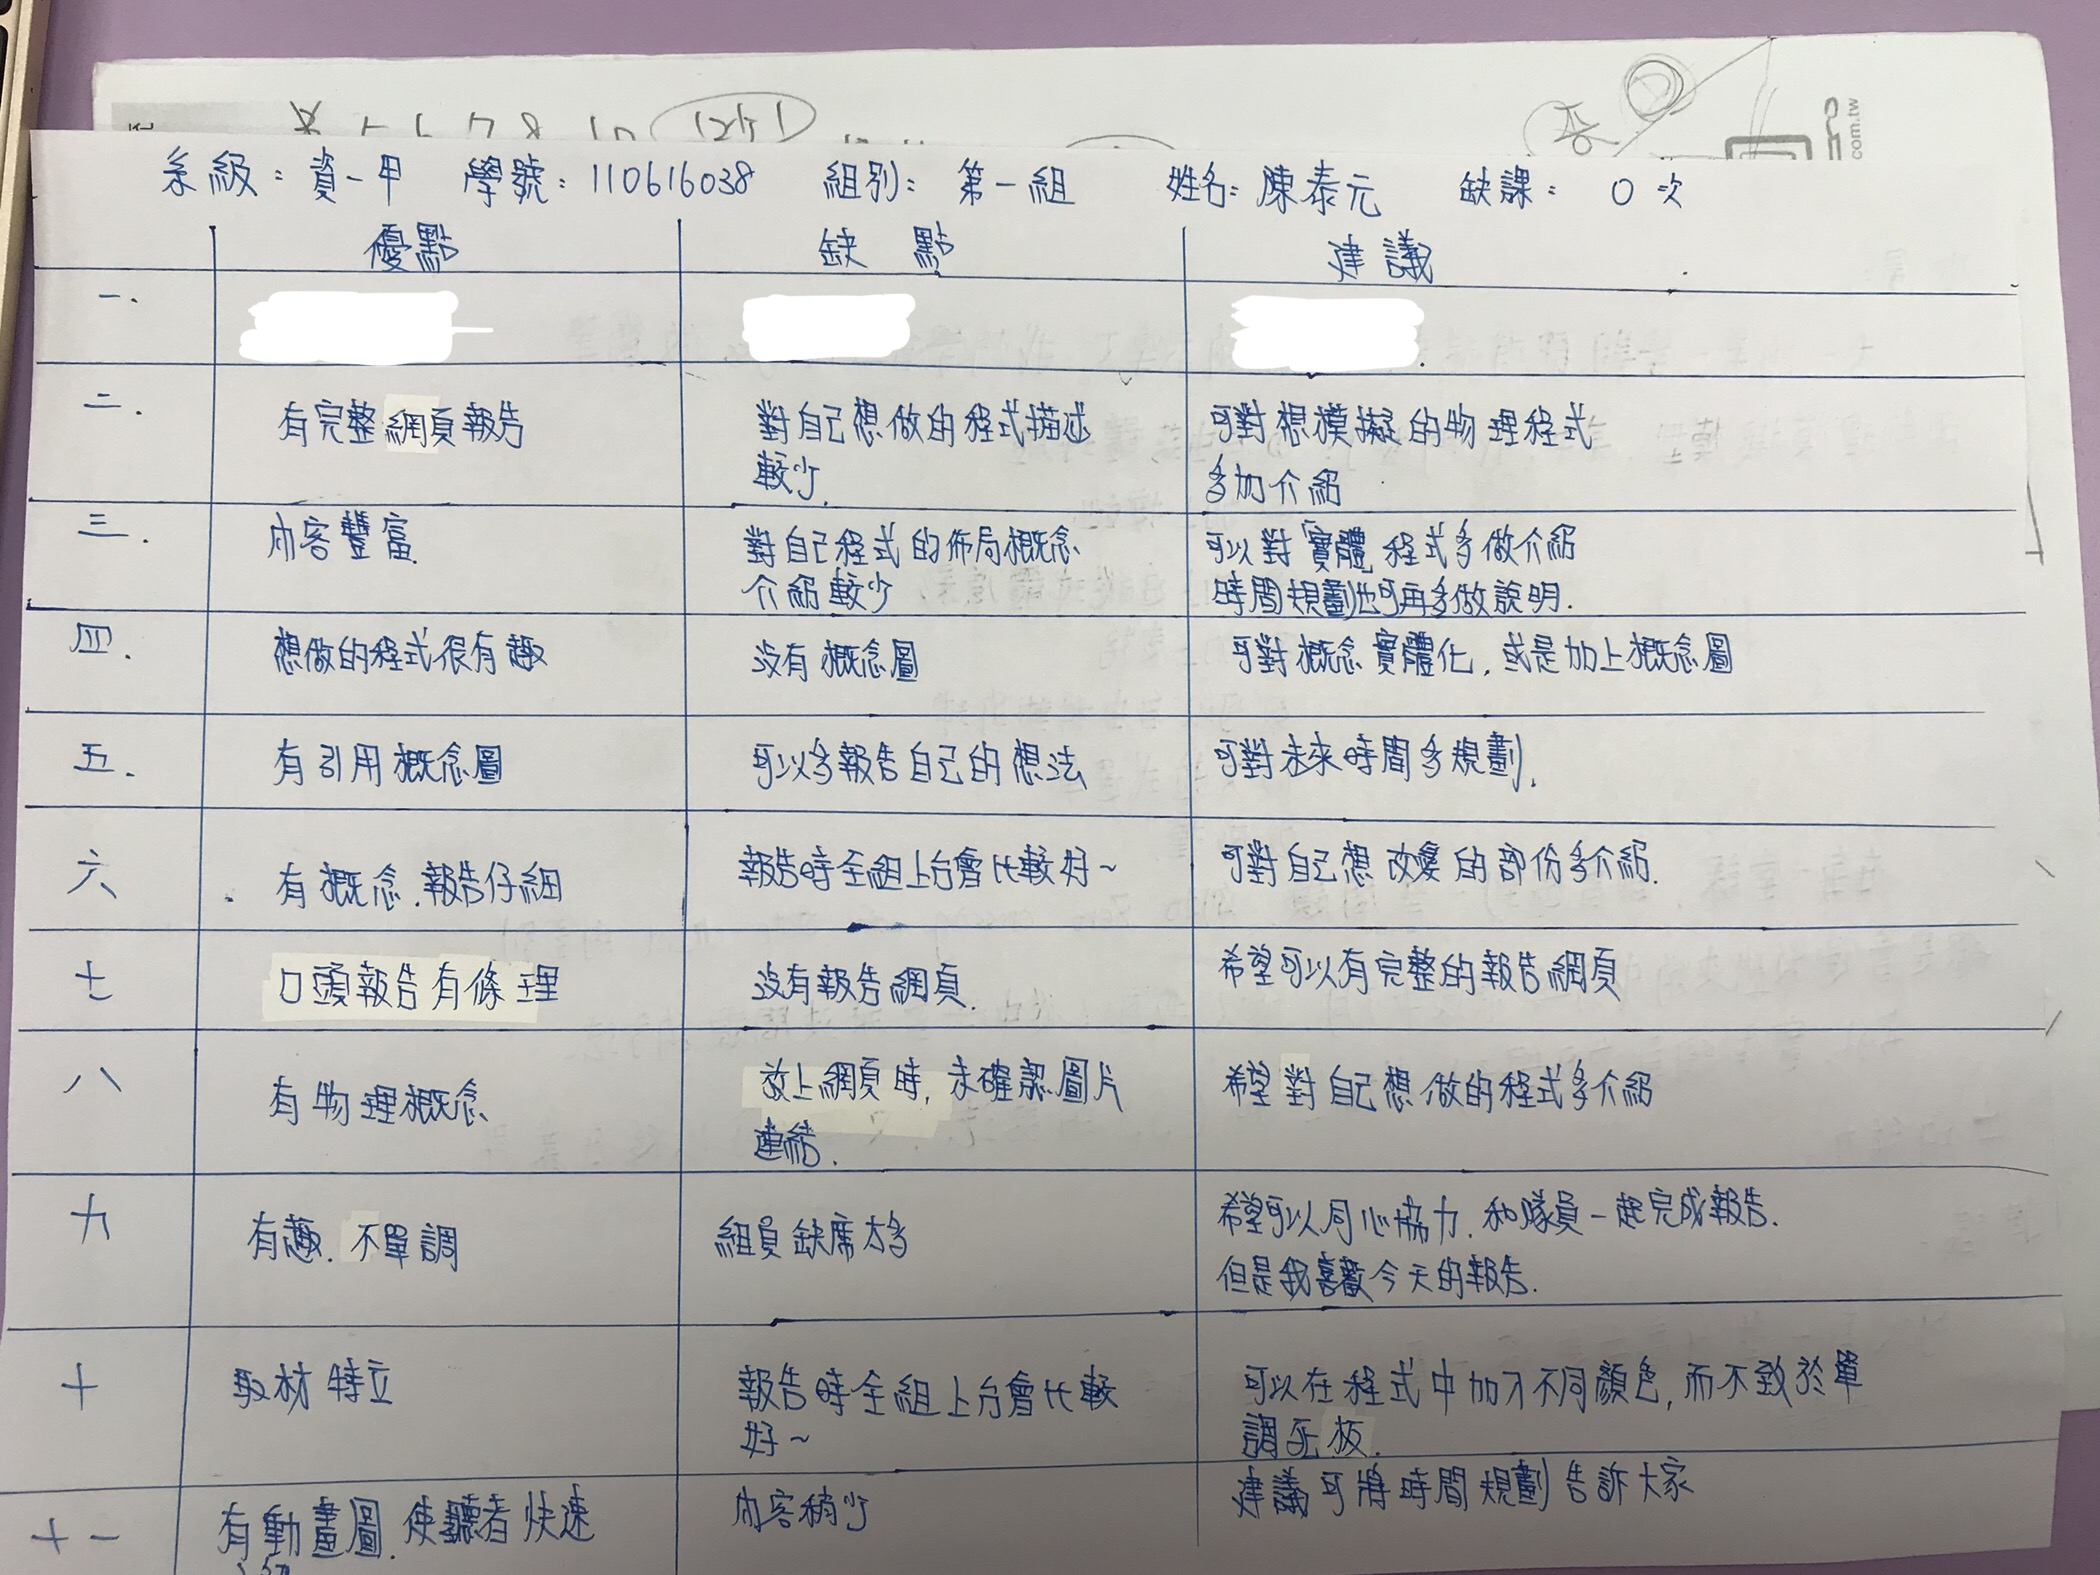 系級：資一甲 學號：110616038 組別：第一組 姓名：陳泰元 缺課：0次
優點 缺點 建議
一.
二. 有完整網頁報告 對自己想做的程式描述 可對想模擬的物理程式
較少. 多加介紹
三. 內容豐富. 對自己程式的佈局概念 可以對「實體」程式多做介紹
介紹較少 時間規劃也可再多做說明.
四. 想做的程式很有趣 沒有概念圖 可對概念實體化，或是加上概念圖
五. 有引用概念圖 可以多報告自己的想法 可對未來時間多規劃.
六 有概念.報告仔細 報告時全組上台會比較好~ 可對自己想改變的部份多介紹.
七 口頭報告有條理 沒有報告網頁. 希望可以有完整的報告網頁
八 有物理概念 放上網頁時，未確認圖片 希望對自己想做的程式多介紹
連結.
九 有趣.不單調 組員缺席太多 希望可以同心協力.和隊員一起完成報告.
但是我喜歡今天的報告.
十 取材特立 報告時全組上台會比較 可以在程式中加入不同顏色，而不致於單
好~ 調死板.
十一 有動畫圖.使聽者快速 內容稍少 建議可將時間規劃告訴大家
com.tw